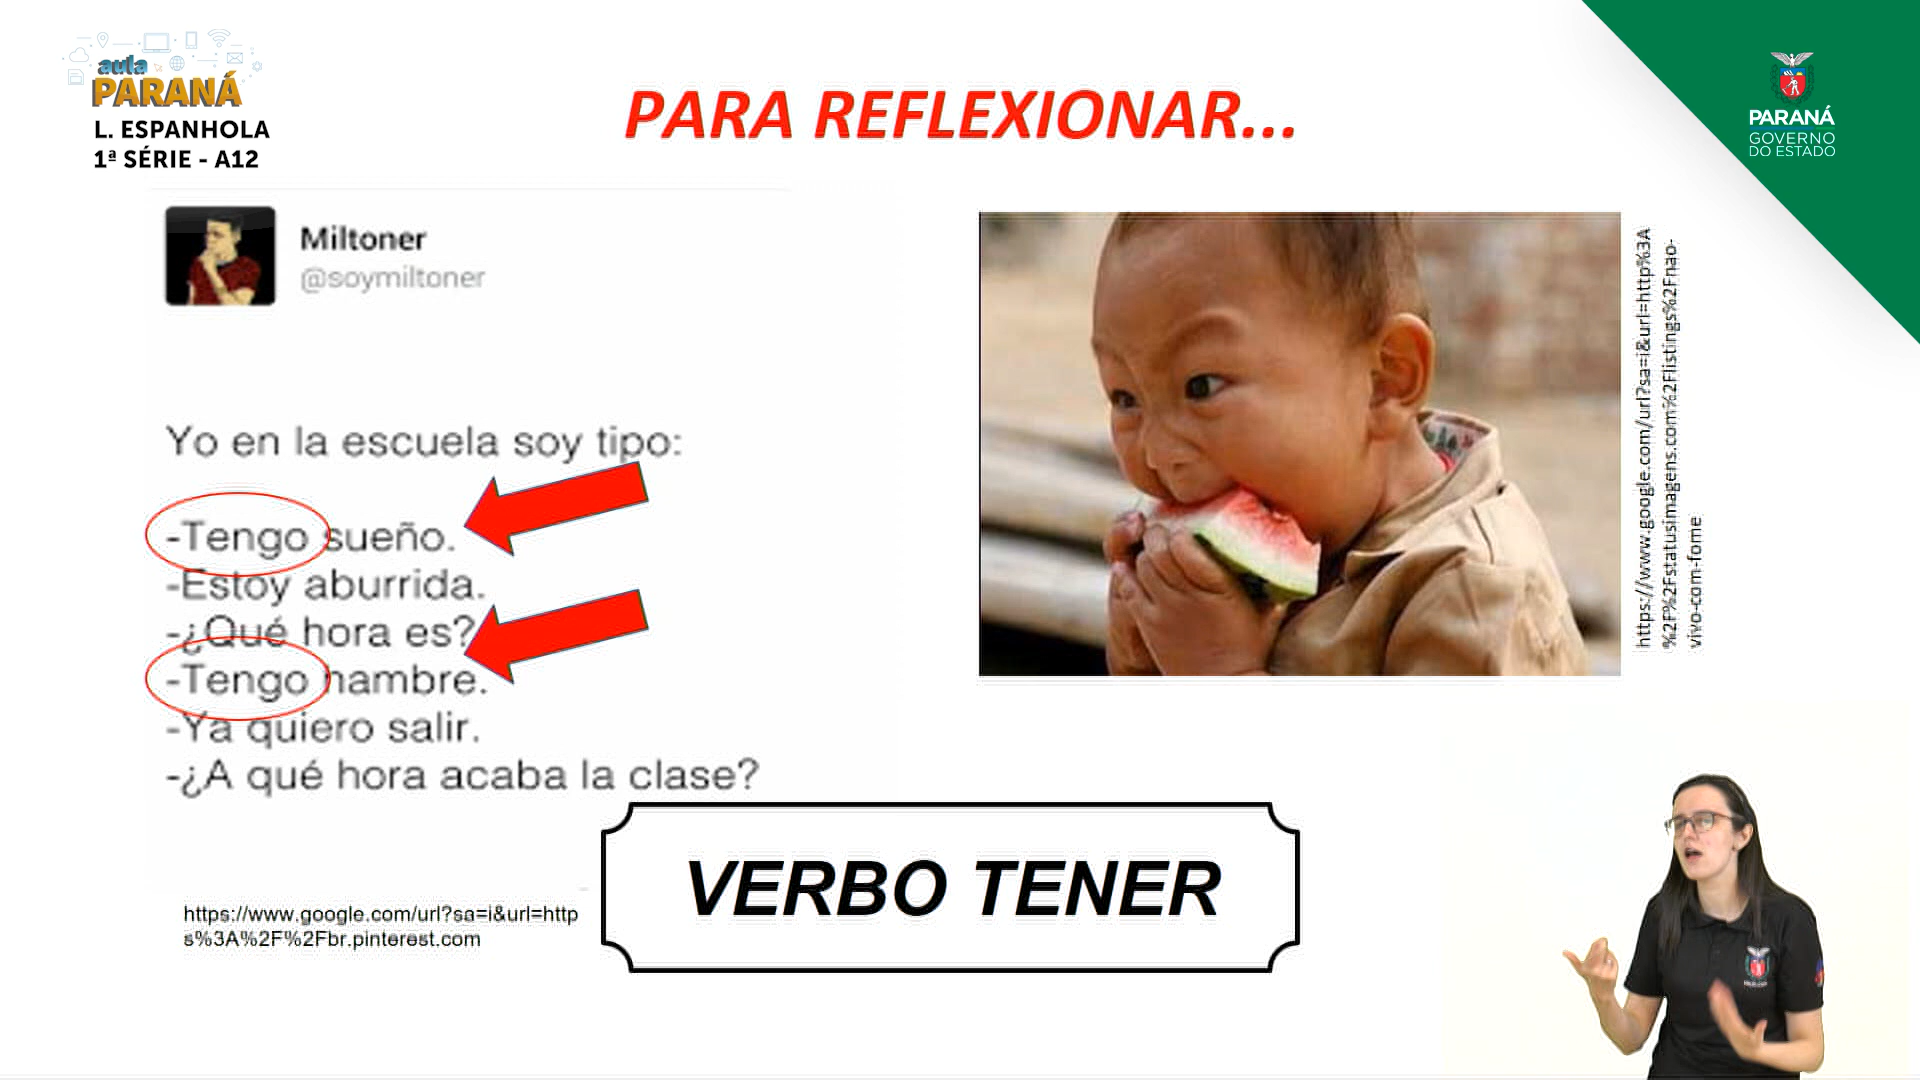 aula
PARANÁ
L. ESPANHOLA
1ª SÉRIE - A12
PARA REFLEXIONAR...
PARANÁ
GOVERNO
DO ESTADO
Miltoner
@soymiltoner
Yo en la escuela soy tipo:
-Tengo sueño.
-Estoy aburrida.
-¿Qué hora es?
-Tengo hambre.
-Ya quiero salir.
-¿A qué hora acaba la clase?
https://www.google.com/url?sa=i&url=http%3A
%2F%2Fstatusimagens.com%2Flistings%2Fnao-
vivo-com-fome
VERBO TENER
https://www.google.com/url?sa=i&url=http
s%3A%2F%2Fbr.pinterest.com